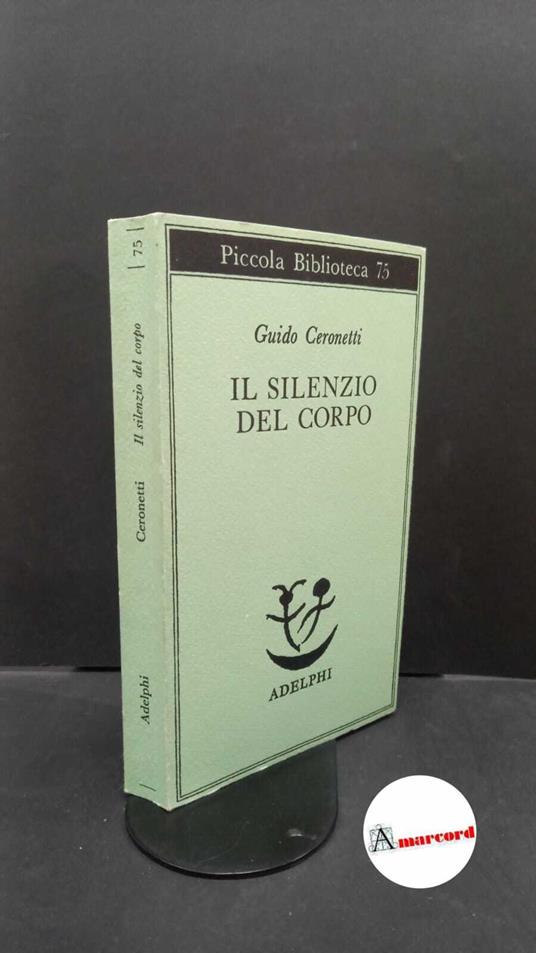 Piccola Biblioteca 75
Guido Ceronetti
IL SILENZIO
DEL CORPO
ADELPHI
| 75 |
Il silenzio del corpo
Ceronetti
Adelphi
Amarcord